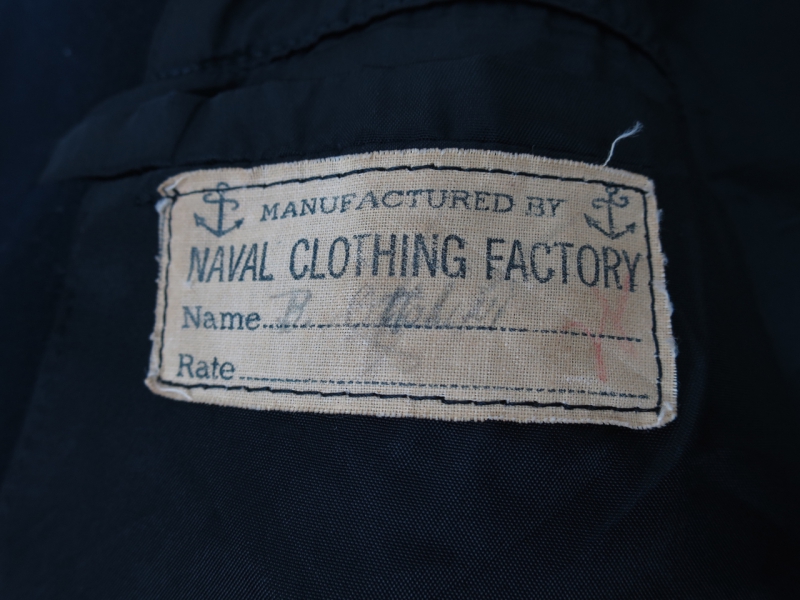 MANUFACTURED BY
NAVAL CLOTHING FACTORY
Name B.
Rate